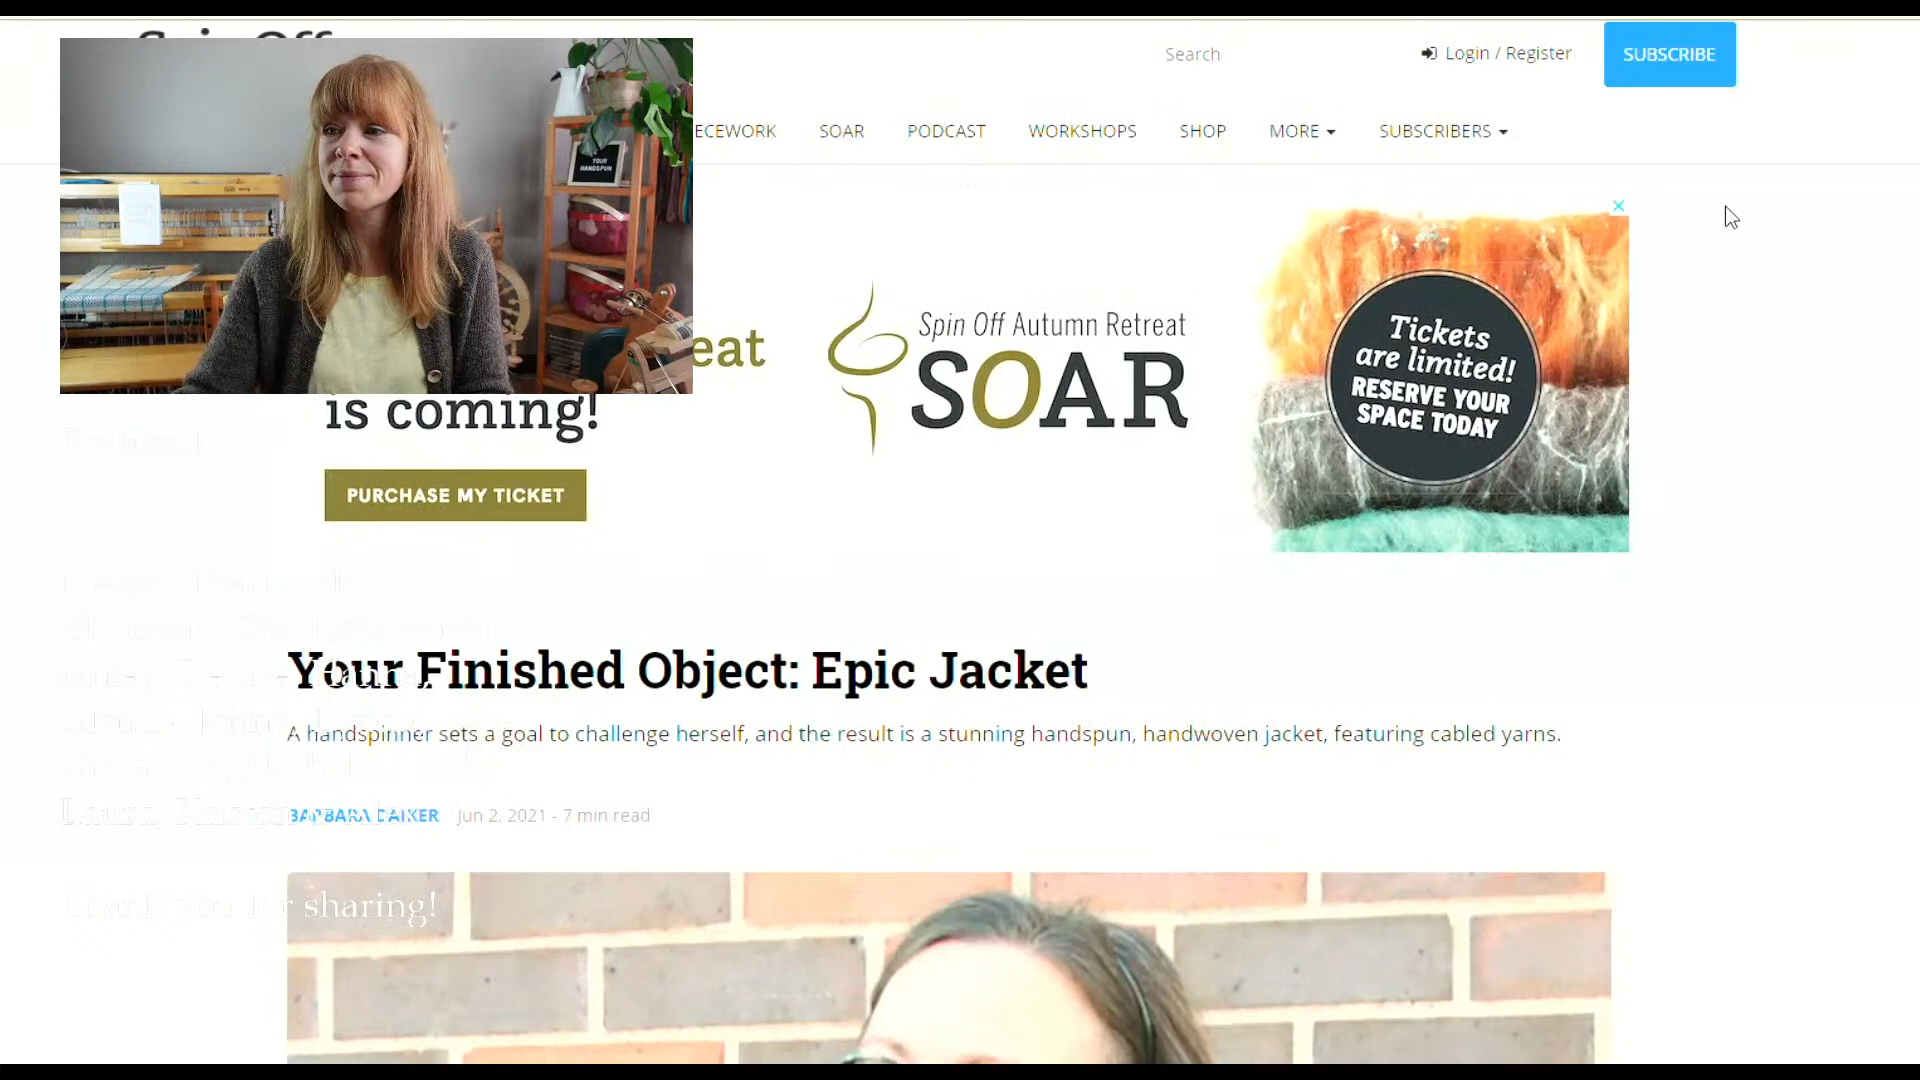 Search
Login / Register
SUBSCRIBE
ECEWORK SOAR PODCAST WORKSHOPS SHOP MORE SUBSCRIBERS
YOUR
HANDSPUN
eat
is coming!
PURCHASE MY TICKET
Spin Off Autumn Retreat
SOAR
Tickets
are limited!
RESERVE YOUR
SPACE TODAY
Your Finished Object: Epic Jacket
A handspinner sets a goal to challenge herself, and the result is a stunning handspun, handwoven jacket, featuring cabled yarns.
BARBARA DAIKER Jun 2, 2021 - 7 min read
sharing!